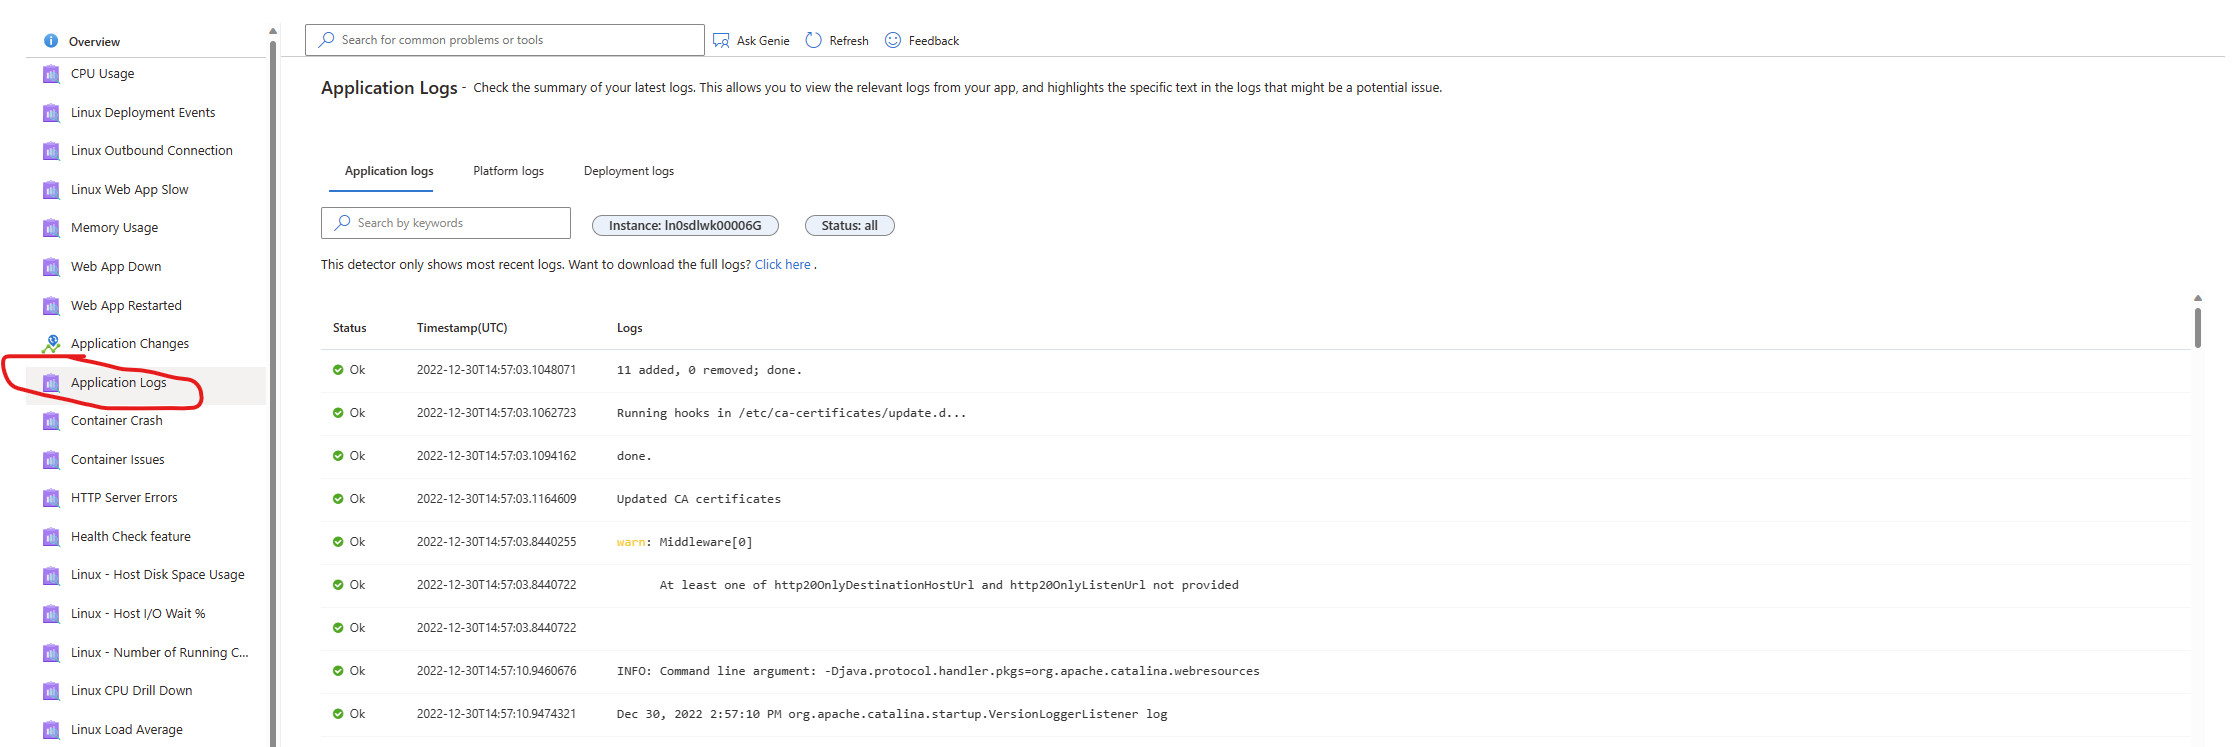 Overview
CPU Usage
Linux Deployment Events
Linux Outbound Connection
Linux Web App Slow
Memory Usage
Web App Down
Web App Restarted
Application Changes
Application Logs
Container Crash
Container Issues
HTTP Server Errors
Health Check feature
Linux - Host Disk Space Usage
Linux - Host I/O Wait %
Linux - Number of Running C...
Linux CPU Drill Down
Linux Load Average
Search for common problems or tools Ask Genie Refresh Feedback
Application Logs - Check the summary of your latest logs. This allows you to view the relevant logs from your app, and highlights the specific text in the logs that might be a potential issue.
Application logs Platform logs Deployment logs
Search by keywords Instance: ln0sdlwk00006G Status: all
This detector only shows most recent logs. Want to download the full logs? Click here .
Status Timestamp(UTC) Logs
Ok 2022-12-30T14:57:03.1048071 11 added, 0 removed; done.
Ok 2022-12-30T14:57:03.1062723 Running hooks in /etc/ca-certificates/update.d...
Ok 2022-12-30T14:57:03.1094162 done.
Ok 2022-12-30T14:57:03.1164609 Updated CA certificates
Ok 2022-12-30T14:57:03.8440255 warn: Middleware[0]
Ok 2022-12-30T14:57:03.8440722 At least one of http20OnlyDestinationHostUrl and http20OnlyListenUrl not provided
Ok 2022-12-30T14:57:03.8440722
Ok 2022-12-30T14:57:10.9460676 INFO: Command line argument: -Djava.protocol.handler.pkgs=org.apache.catalina.webresources
Ok 2022-12-30T14:57:10.9474321 Dec 30, 2022 2:57:10 PM org.apache.catalina.startup.VersionLoggerListener log